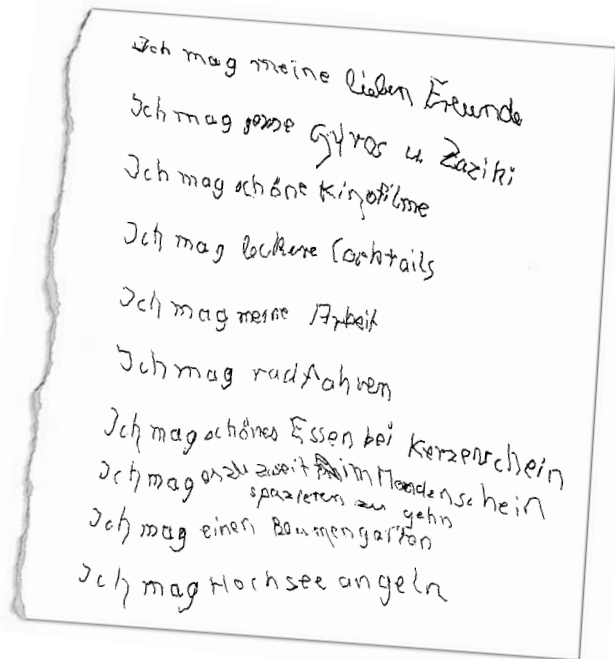 Ich mag meine lieben Freunde
Ich mag gerne Gyros u. Zaziki
Ich mag schöne Kinofilme
Ich mag leckere Cocktails
Ich mag meine Arbeit
Ich mag radfahren
Ich mag schönes Essen bei Kerzenschein
Ich mag es zu zweit im Mondenschein
spazieren zu gehn
Ich mag einen Baumengarten
Ich mag Hochsee angeln